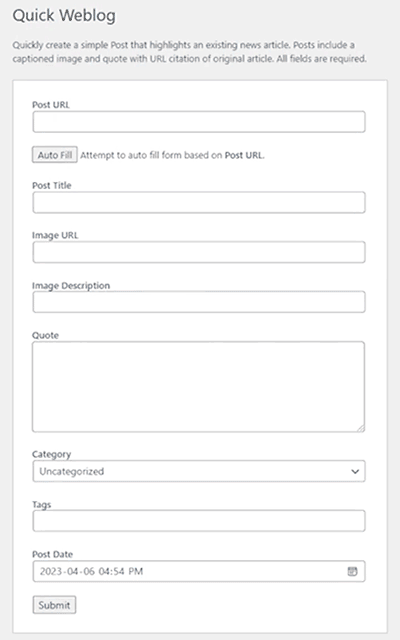 Quick Weblog
Quickly create a simple Post that highlights an existing news article. Posts include a
captioned image and quote with URL citation of original article. All fields are required.
Post URL
Auto Fill Attempt to auto fill form based on Post URL.
Post Title
Image URL
Image Description
Quote
Category
Uncategorized
Tags
Post Date
2023-04-06 04:54 PM
Submit